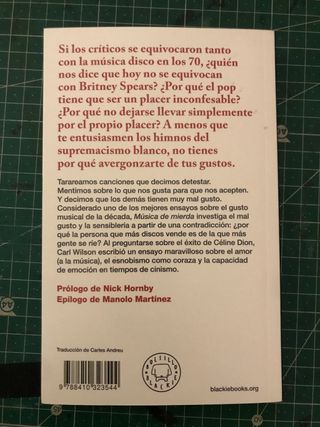 Si los críticos se equivocaron tanto
con la música disco en los 70, ¿quién
nos dice que hoy no se equivocan
con Britney Spears? ¿Por qué el pop
tiene que ser un placer inconfesable?
¿Por qué no dejarse llevar simplemente
por el propio placer? A menos que
te entusiasmen los himnos del
supremacismo blanco, no tienes
por qué avergonzarte de tus gustos.
Tarareamos canciones que decimos detestar.
Mentimos sobre lo que nos gusta para que nos acepten.
Y decimos que los demás tienen muy mal gusto.
Considerado uno de los mejores ensayos sobre el gusto
musical de la década, Música de mierda investiga el mal
gusto y la sensiblería a partir de una contradicción: ¿por
qué la persona que más discos vende es de la que más
gente se ríe? Al preguntarse sobre el éxito de Céline Dion,
Carl Wilson escribió un ensayo maravilloso sobre el amor
(a la música), el esnobismo como coraza y la capacidad
de emoción en tiempos de cinismo.
Prólogo de Nick Hornby
Epílogo de Manolo Martínez
Traducción de Carles Andreu
9 788410 323544
BOLSILLOS
BLACKIE
blackiebooks.org
A4